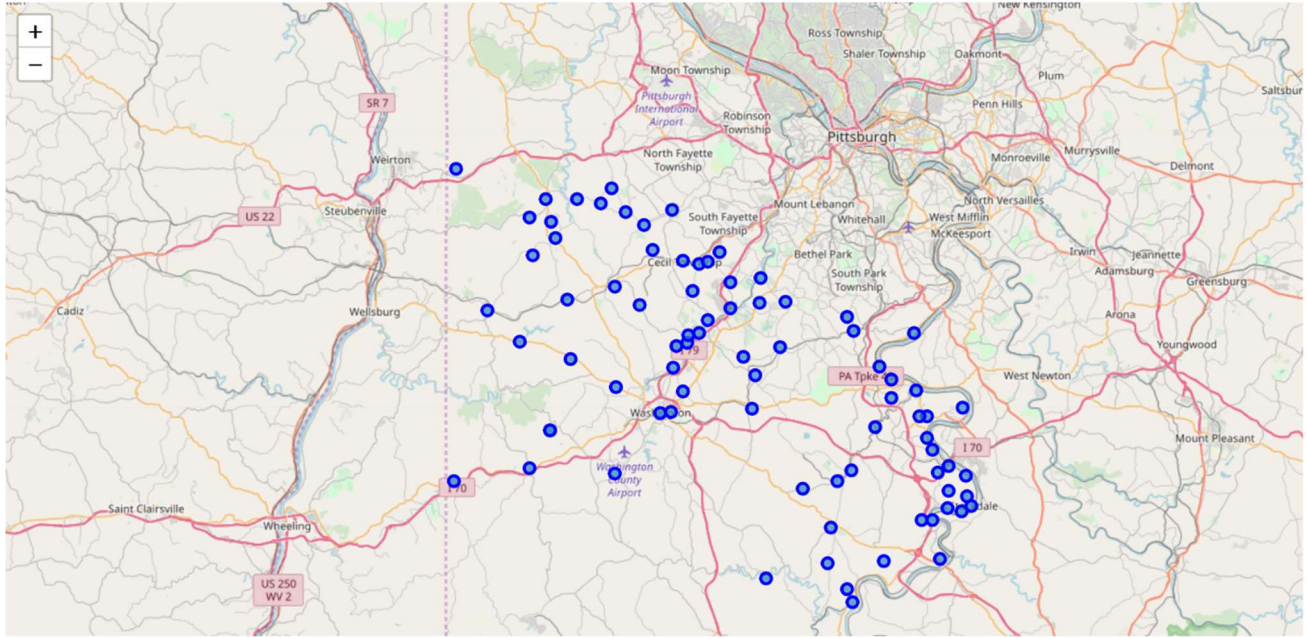 +
−
New Kensington
Ross Township
Shaler Township
Oakmont
Moon Township
Plum
SR 7
Pittsburgh
International
Airport
Penn Hills
Robinson
Township
Pittsburgh
Weirton
North Fayette
Township
Monroeville
Murrysville
Delmont
US 22
Steubenville
South Fayette
Township
Mount Lebanon
Whitehall
North Versailles
West Mifflin
McKeesport
Bethel Park
Irwin
Jeannette
Adamsburg
South Park
Township
Greensburg
Cadiz
Wellsburg
Arona
Youngwood
PA Tpke
West Newton
Mount Pleasant
I 70
Washington
County
Airport
I 70
Saint Clairsville
Wheeling
US 250
WV 2